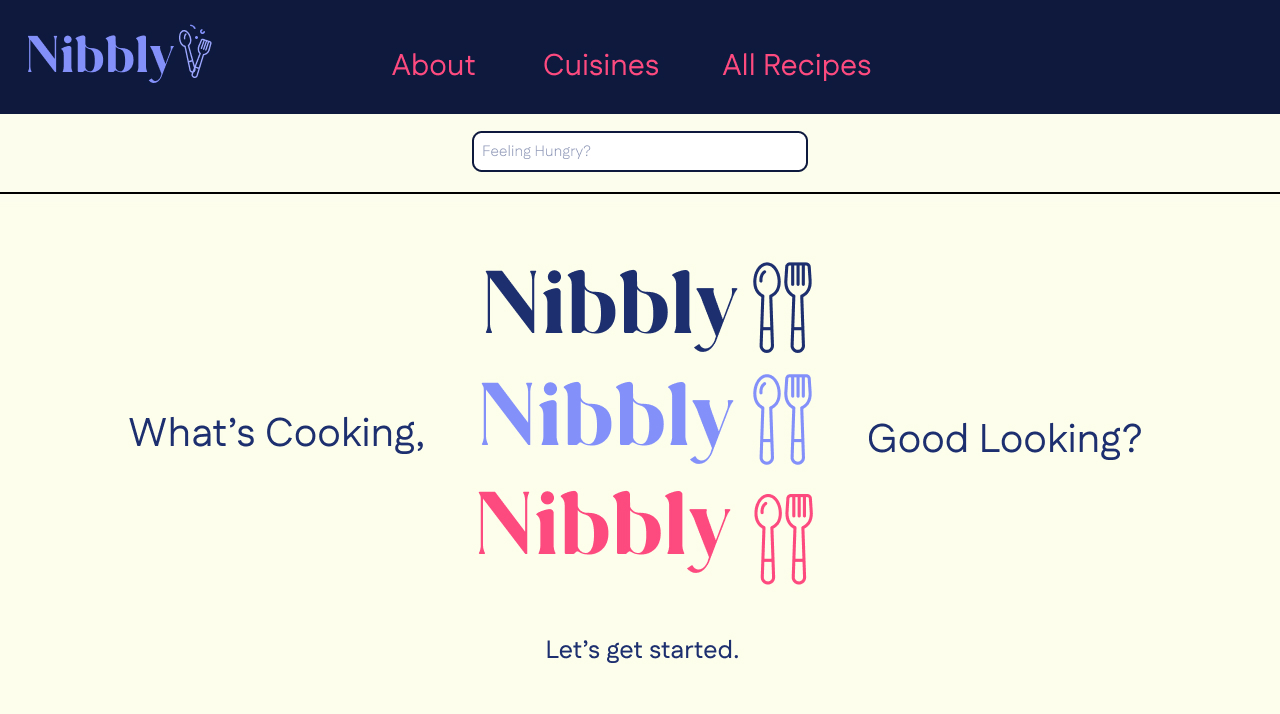 Nibbly
About Cuisines All Recipes
Feeling Hungry?
Nibbly
Nibbly
Nibbly
What’s Cooking,
Good Looking?
Let’s get started.